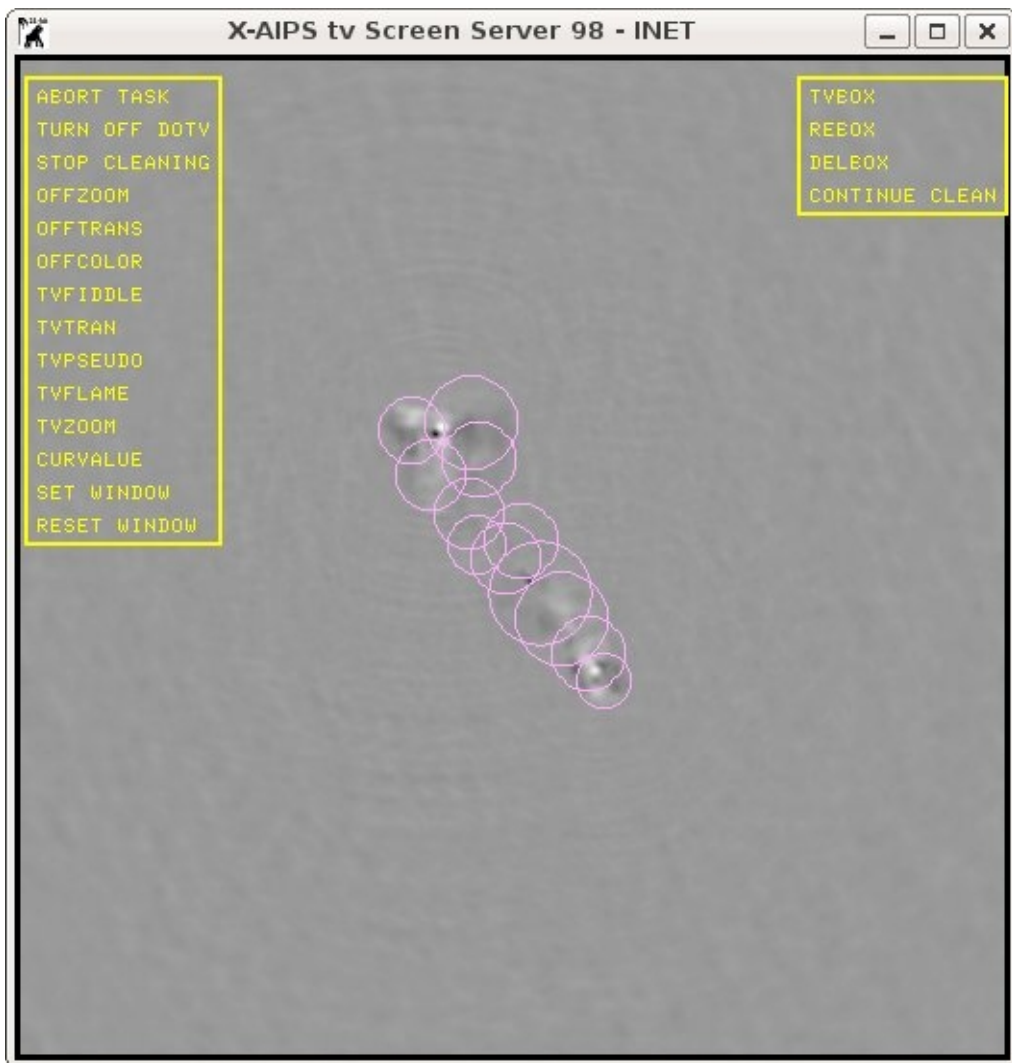 X-AIPS tv Screen Server 98 - INET
ABORT TASK
TURN OFF DOTV
STOP CLEANING
OFFZOOM
OFFTRANS
OFFCOLOR
TVFIDDLE
TVTRAN
TVPSEUDO
TVFLAME
TVZOOM
CURVALUE
SET WINDOW
RESET WINDOW
TVBOX
REBOX
DELBOX
CONTINUE CLEAN